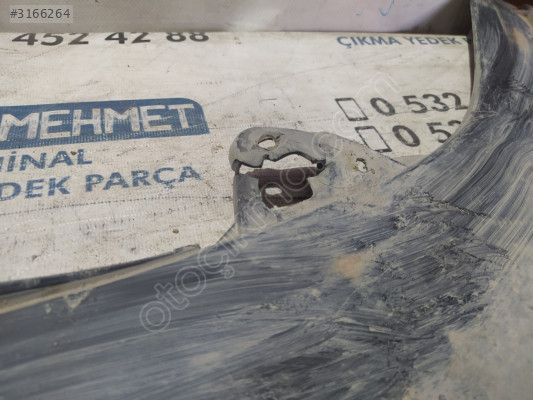 #3166264
452 42 88
ÇIKMA YEDEK
MEHMET
0 532
0 53
İNAL
DEK PARÇA